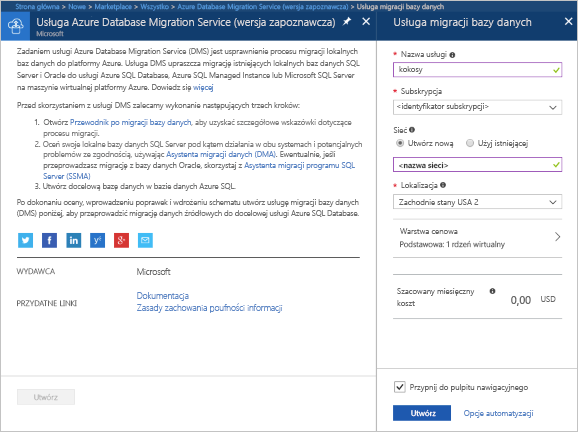 Strona główna > Nowe > Marketplace > Wszystko > Azure Database Migration Service (wersja zapoznawcza) > Usługa migracji bazy danych
Usługa Azure Database Migration Service (wersja zapoznawcza)
Microsoft
Zadaniem usługi Azure Database Migration Service (DMS) jest usprawnienie procesu migracji lokalnych
baz danych do platformy Azure. Usługa DMS upraszcza migrację istniejących lokalnych baz danych SQL
Server i Oracle do usługi Azure SQL Database, Azure SQL Managed Instance lub Microsoft SQL Server
na maszynie wirtualnej platformy Azure. Dowiedz się więcej
Przed skorzystaniem z usługi DMS zalecamy wykonanie następujących trzech kroków:
1. Otwórz Przewodnik po migracji bazy danych, aby uzyskać szczegółowe wskazówki dotyczące
procesu migracji.
2. Oceń swoje lokalne bazy danych SQL Server pod kątem działania w obu systemach i potencjalnych
problemów ze zgodnością, używając Asystenta migracji danych (DMA). Ewentualnie, jeśli
przeprowadzasz migrację z bazy danych Oracle, skorzystaj z Asystenta migracji programu SQL
Server (SSMA)
3. Utwórz docelową bazę danych w bazie danych Azure SQL.
Po dokonaniu oceny, wprowadzeniu poprawek i wdrożeniu schematu utwórz usługę migracji bazy danych
(DMS) poniżej, aby przeprowadzić migrację danych źródłowych do docelowej usługi Azure SQL Database.
WYDAWCA
Microsoft
PRZYDATNE LINKI
Dokumentacja
Zasady zachowania poufności informacji
Utwórz
Usługa migracji bazy danych
* Nazwa usługi
kokosy
* Subskrypcja
<identyfikator subskrypcji>
Sieć
Utwórz nową
Użyj istniejącej
<nazwa sieci>
* Lokalizacja
Zachodnie stany USA 2
Warstwa cenowa
Podstawowa: 1 rdzeń wirtualny
Szacowany miesięczny
koszt
0,00 USD
Przypnij do pulpitu nawigacyjnego
Utwórz
Opcje automatyzacji